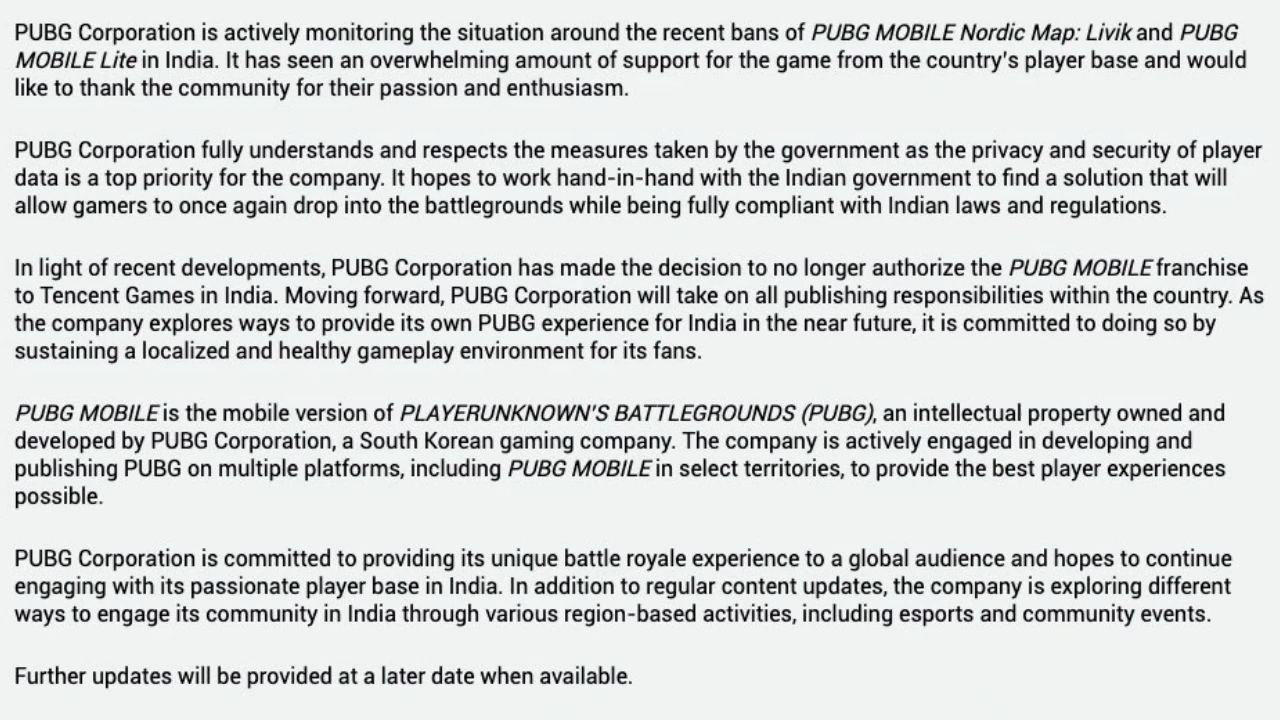 PUBG Corporation is actively monitoring the situation around the recent bans of PUBG MOBILE Nordic Map: Livik and PUBG
MOBILE Lite in India. It has seen an overwhelming amount of support for the game from the country's player base and would
like to thank the community for their passion and enthusiasm.
PUBG Corporation fully understands and respects the measures taken by the government as the privacy and security of player
data is a top priority for the company. It hopes to work hand-in-hand with the Indian government to find a solution that will
allow gamers to once again drop into the battlegrounds while being fully compliant with Indian laws and regulations.
In light of recent developments, PUBG Corporation has made the decision to no longer authorize the PUBG MOBILE franchise
to Tencent Games in India. Moving forward, PUBG Corporation will take on all publishing responsibilities within the country. As
the company explores ways to provide its own PUBG experience for India in the near future, it is committed to doing so by
sustaining a localized and healthy gameplay environment for its fans.
PUBG MOBILE is the mobile version of PLAYERUNKNOWN'S BATTLEGROUNDS (PUBG), an intellectual property owned and
developed by PUBG Corporation, a South Korean gaming company. The company is actively engaged in developing and
publishing PUBG on multiple platforms, including PUBG MOBILE in select territories, to provide the best player experiences
possible.
PUBG Corporation is committed to providing its unique battle royale experience to a global audience and hopes to continue
engaging with its passionate player base in India. In addition to regular content updates, the company is exploring different
ways to engage its community in India through various region-based activities, including esports and community events.
Further updates will be provided at a later date when available.